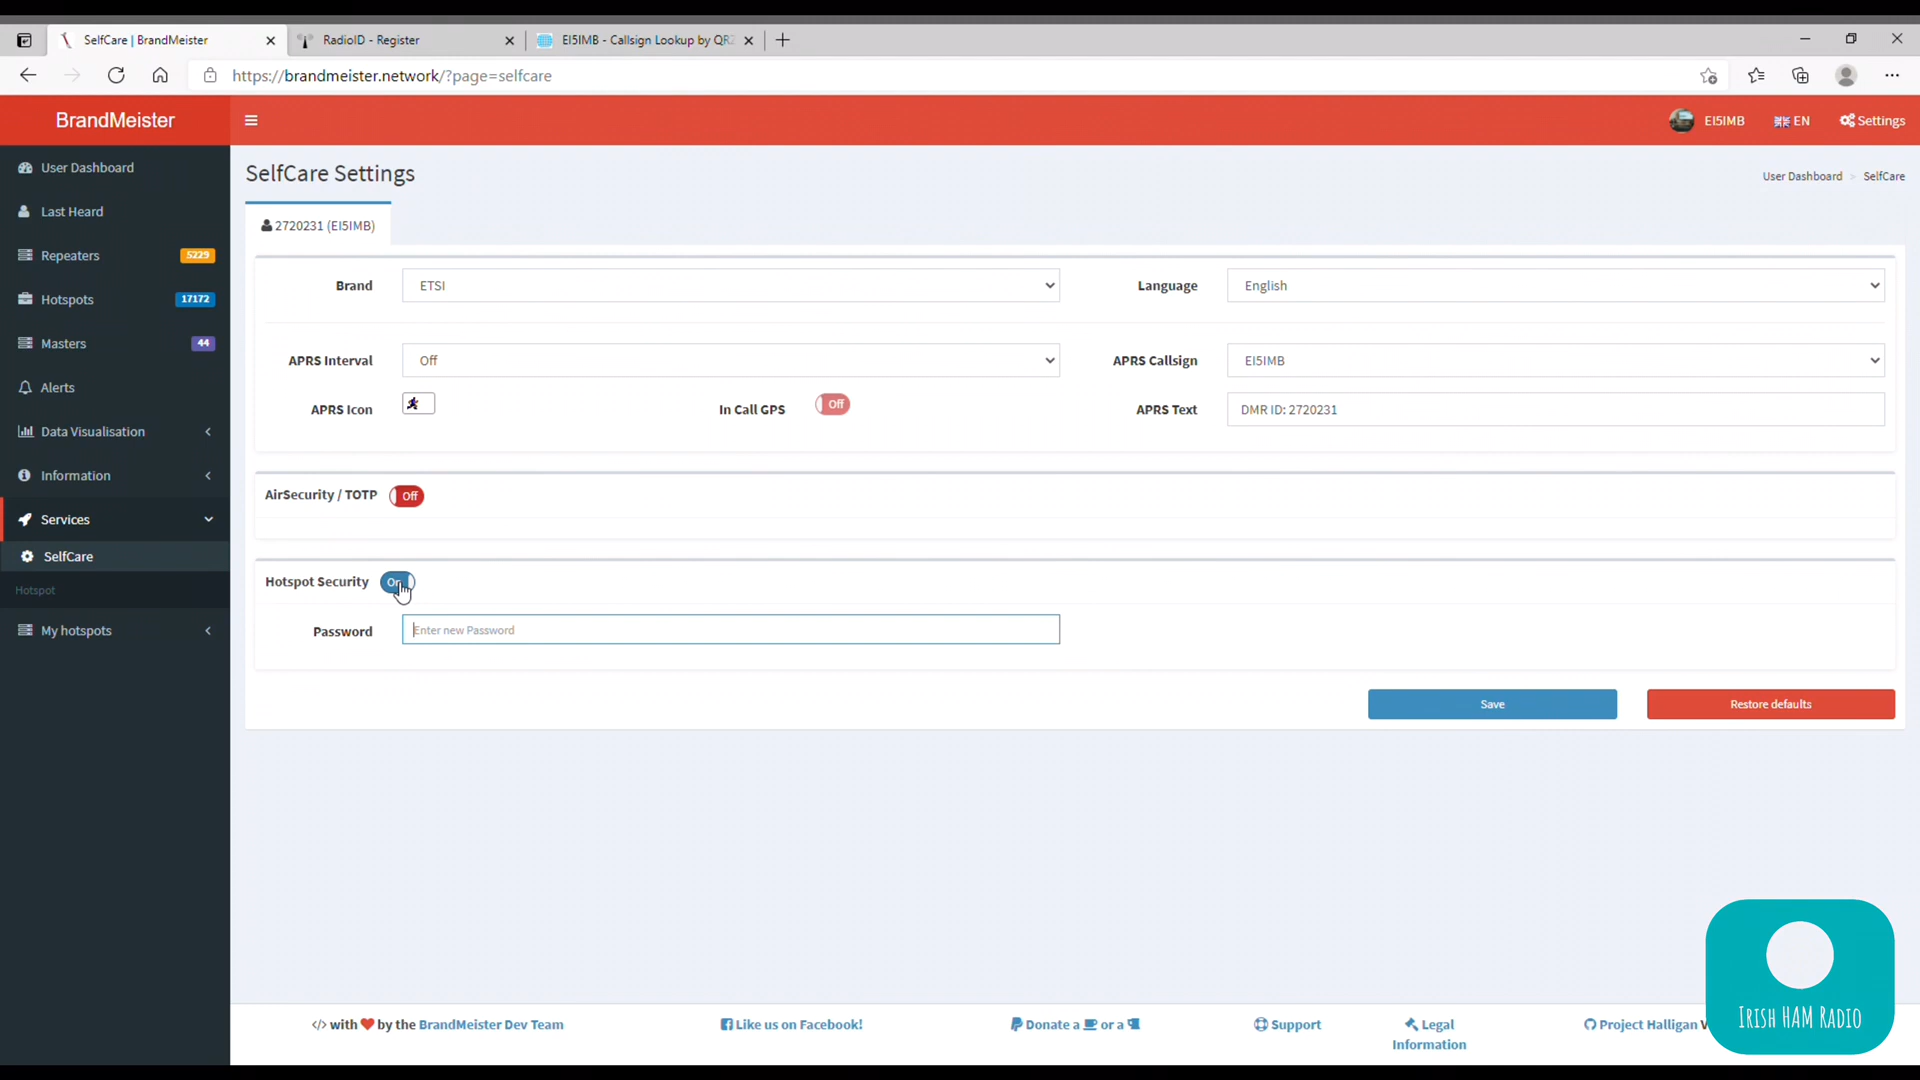 SelfCare | BrandMeister
RadioID - Register
EI5IMB - Callsign Lookup by QRZ
https://brandmeister.network/?page=selfcare
BrandMeister
EI5IMB
EN
Settings
User Dashboard
Last Heard
Repeaters 5229
Hotspots 17172
Masters 44
Alerts
Data Visualisation
Information
Services
SelfCare
Hotspot
My hotspots
SelfCare Settings
User Dashboard > SelfCare
2720231 (EI5IMB)
Brand ETSI
Language English
APRS Interval Off
APRS Callsign EI5IMB
APRS Icon
In Call GPS Off
APRS Text DMR ID: 2720231
AirSecurity / TOTP Off
Hotspot Security On
Password Enter new Password
Save
Restore defaults
</> with by the BrandMeister Dev Team
Like us on Facebook!
Donate a or a
Support
Legal
Information
Project Halligan
IRISH HAM RADIO